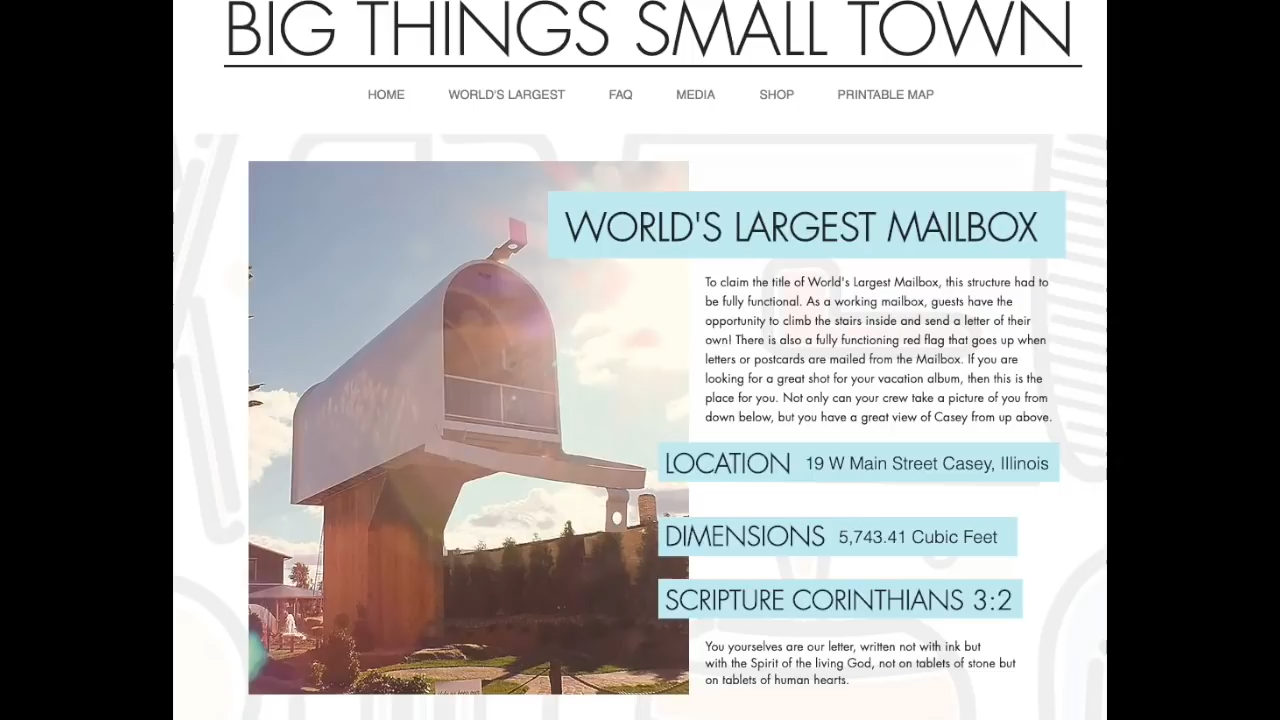 BIG THINGS SMALL TOWN
HOME WORLD'S LARGEST FAQ MEDIA SHOP PRINTABLE MAP
WORLD'S LARGEST MAILBOX
To claim the title of World's Largest Mailbox, this structure had to
be fully functional. As a working mailbox, guests have the
opportunity to climb the stairs inside and send a letter of their
own! There is also a fully functioning red flag that goes up when
letters or postcards are mailed from the Mailbox. If you are
looking for a great shot for your vacation album, then this is the
place for you. Not only can your crew take a picture of you from
down below, but you have a great view of Casey from up above.
LOCATION 19 W Main Street Casey, Illinois
DIMENSIONS 5,743.41 Cubic Feet
SCRIPTURE CORINTHIANS 3:2
You yourselves are our letter, written not with ink but
with the Spirit of the living God, not on tablets of stone but
on tablets of human hearts.